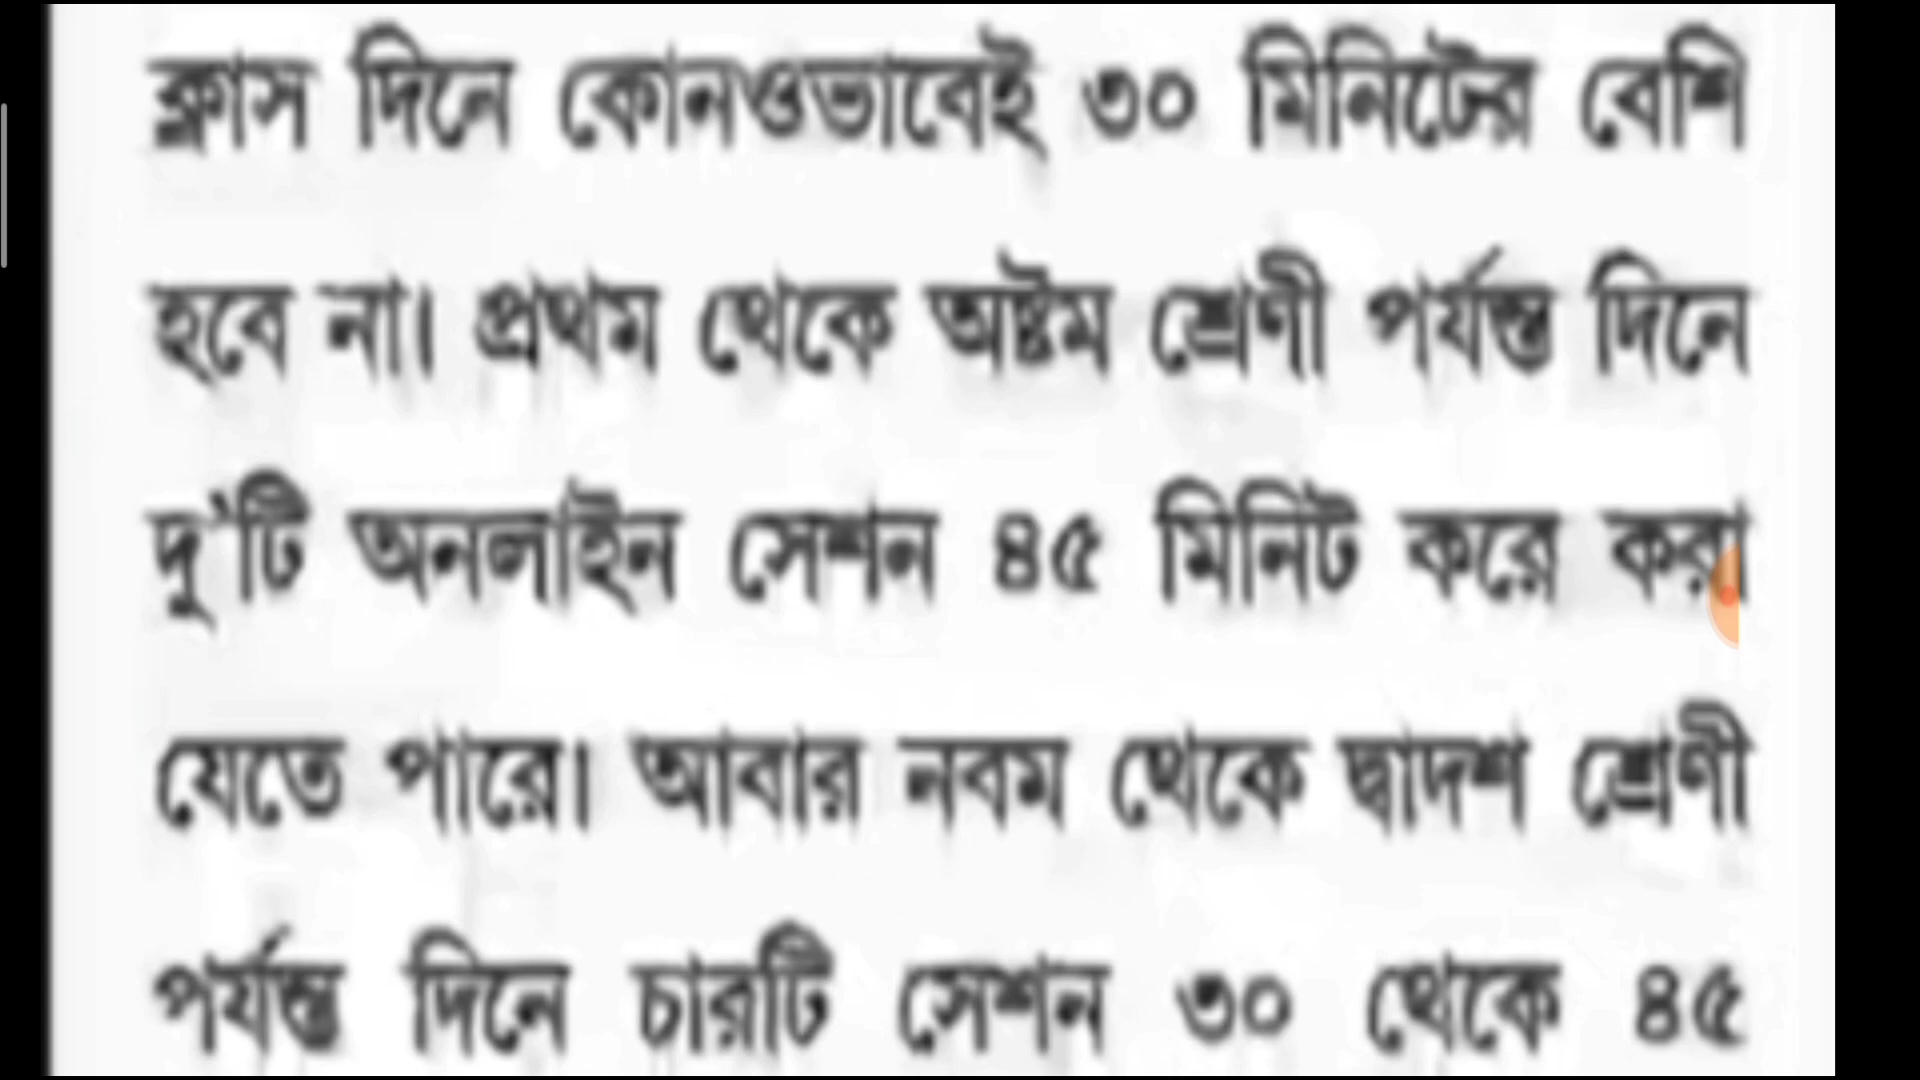 ক্লাস দিনে কোনওভাবেই ৩০ মিনিটের বেশি
হবে না। প্রথম থেকে অষ্টম শ্রেণী পর্যন্ত দিনে
দু'টি অনলাইন সেশন ৪৫ মিনিট করে করা
যেতে পারে। আবার নবম থেকে দ্বাদশ শ্রেণী
পর্যন্ত দিনে চারটি সেশন ৩০ থেকে ৪৫